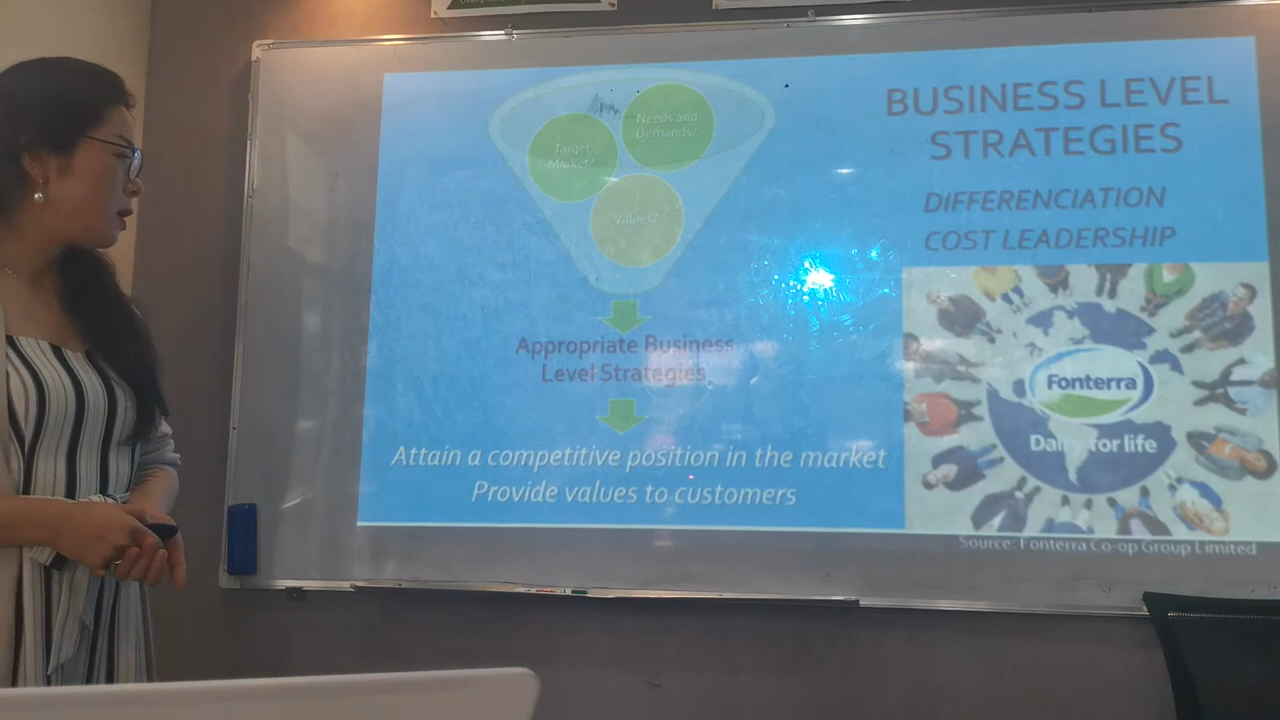 Needs and
Demands?
Target
Market?
Values?
Appropriate Business
Level Strategies
Attain a competitive position in the market
Provide values to customers
BUSINESS LEVEL
STRATEGIES
DIFFERENCIATION
COST LEADERSHIP
Fonterra
Dairy for life
Source: Fonterra Co-op Group Limited